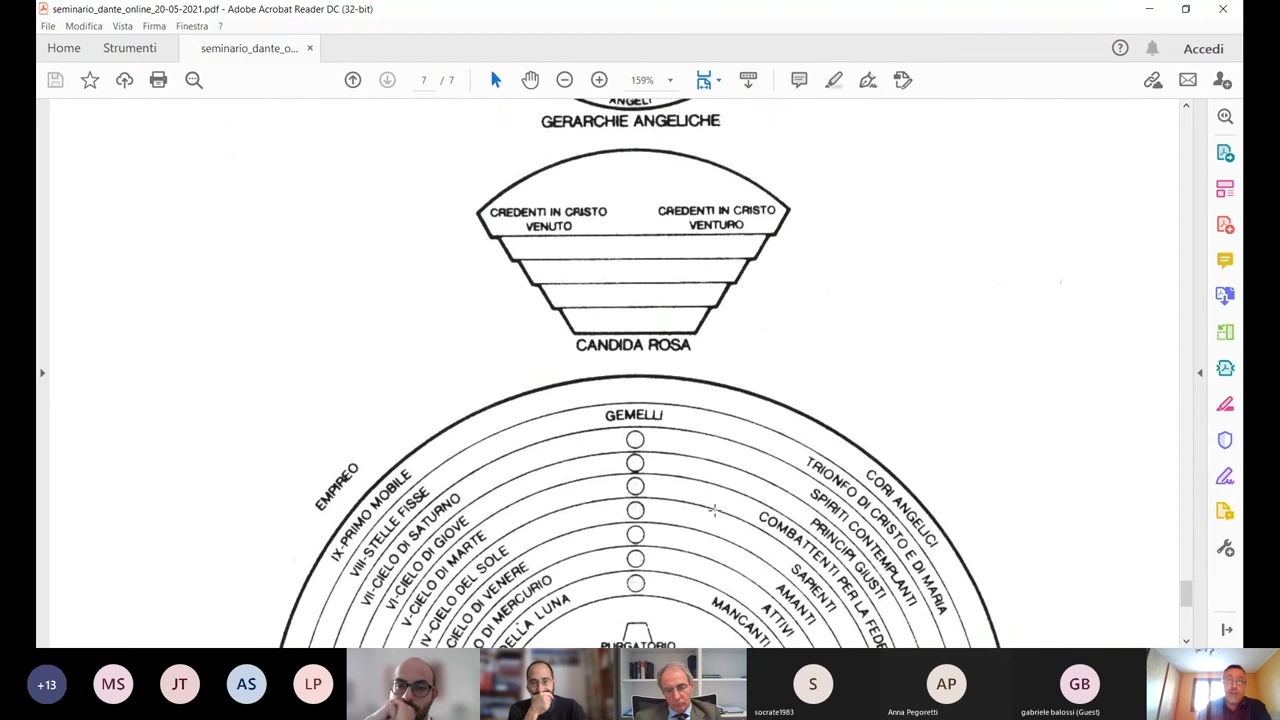 seminario_dante_online_20-05-2021.pdf - Adobe Acrobat Reader DC (32-bit)
File Modifica Vista Firma Finestra ?
Home Strumenti seminario_dante_o... × Accedi
7 / 7 159%
ANGELI
GERARCHIE ANGELICHE
CREDENTI IN CRISTO
VENUTO
CREDENTI IN CRISTO
VENTURO
CANDIDA ROSA
GEMELLI
EMPIREO
IX-PRIMO MOBILE
VIII-STELLE FISSE
VII-CIELO DI SATURNO
VI-CIELO DI GIOVE
V-CIELO DI MARTE
IV-CIELO DEL SOLE
CIELO DI VENERE
O DI MERCURIO
DELLA LUNA
CORI ANGELICI
TRIONFO DI CRISTO E DI MARIA
SPIRITI CONTEMPLANTI
PRINCIPI GIUSTI
COMBATTENTI PER LA FEDE
SAPIENTI
AMANTI
ATTIVI
MANCANTI
PURGATORIO
+13 MS JT AS LP S AP GB
socrate1983
Anna Pegoretti
gabriele balossi (Guest)